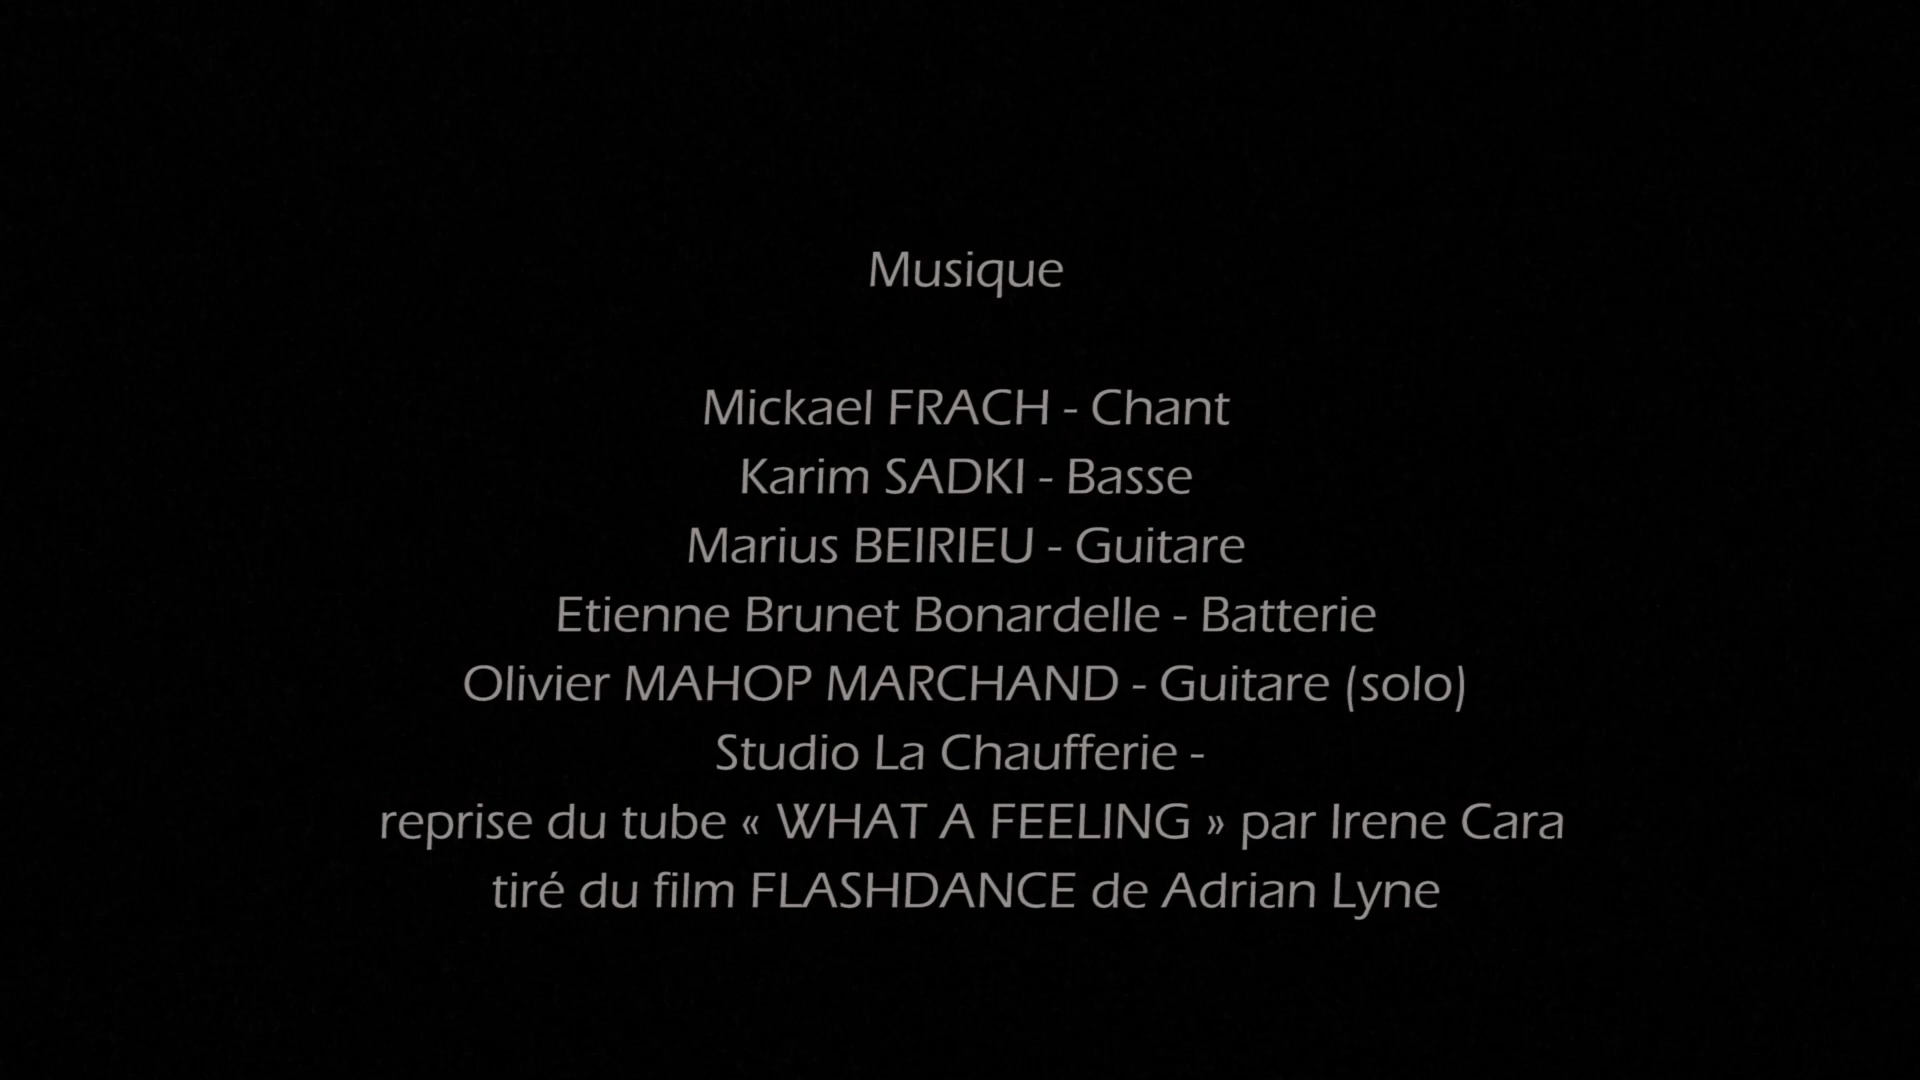 Musique
Mickael FRACH - Chant
Karim SADKI - Basse
Marius BEIRIEU - Guitare
Etienne Brunet Bonardelle - Batterie
Olivier MAHOP MARCHAND - Guitare (solo)
Studio La Chaufferie -
reprise du tube « WHAT A FEELING » par Irene Cara
tiré du film FLASHDANCE de Adrian Lyne